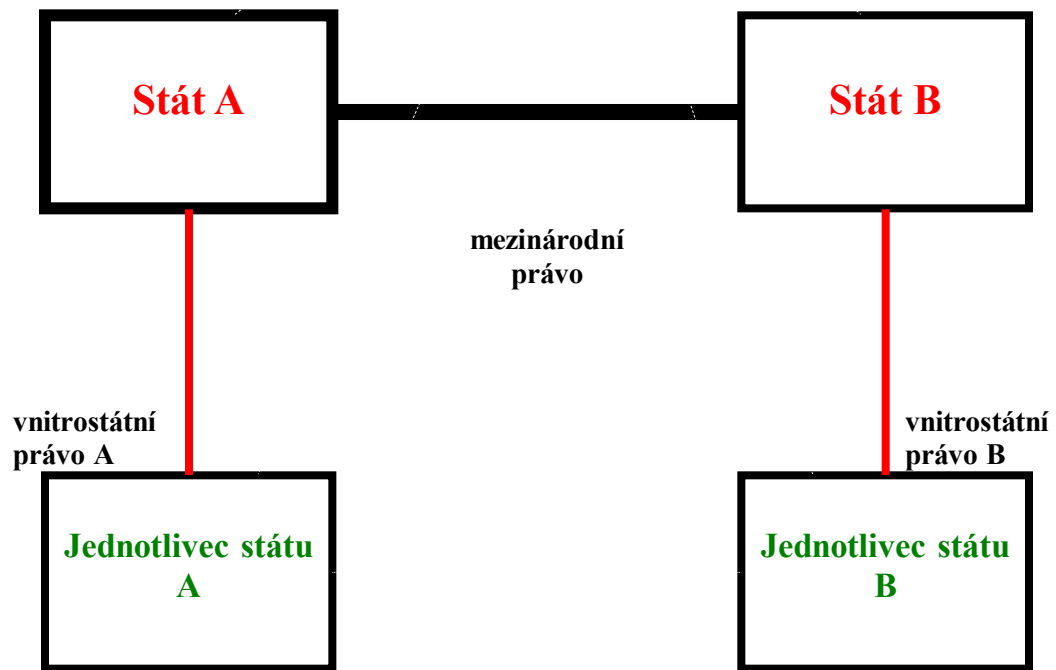 Stát A
Stát B
mezinárodní
právo
vnitrostátní
právo A
vnitrostátní
právo B
Jednotlivec státu
A
Jednotlivec státu
B